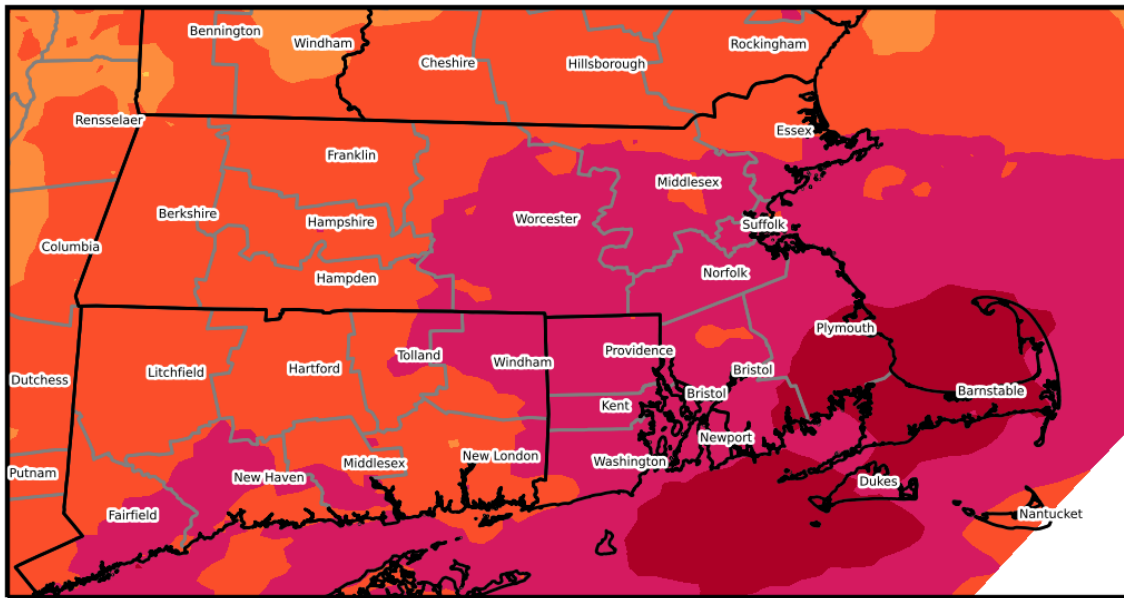 Bennington
Windham
Cheshire
Hillsborough
Rockingham
Rensselaer
Essex
Franklin
Middlesex
Berkshire
Hampshire
Worcester
Suffolk
Columbia
Hampden
Norfolk
Plymouth
Dutchess
Litchfield
Hartford
Tolland
Windham
Providence
Bristol
Barnstable
Kent
Bristol
Newport
Putnam
New Haven
Middlesex
New London
Washington
Dukes
Fairfield
Nantucket